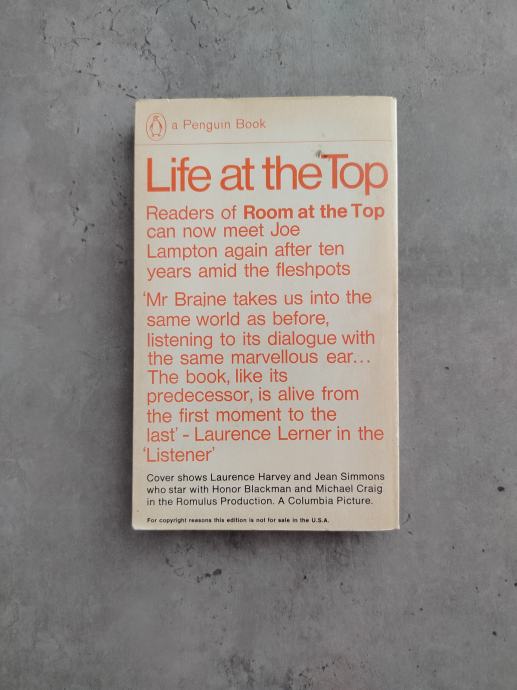 a Penguin Book
Life at the Top
Readers of Room at the Top
can now meet Joe
Lampton again after ten
years amid the fleshpots
'Mr Braine takes us into the
same world as before,
listening to its dialogue with
the same marvellous ear...
The book, like its
predecessor, is alive from
the first moment to the
last' - Laurence Lerner in the
'Listener'
Cover shows Laurence Harvey and Jean Simmons
who star with Honor Blackman and Michael Craig
in the Romulus Production. A Columbia Picture.
For copyright reasons this edition is not for sale in the U.S.A.